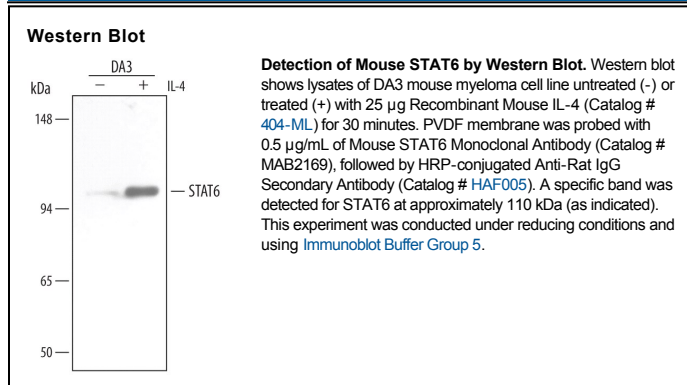 Western Blot
DA3
kDa
– + IL-4
148
STAT6
94
65
50
Detection of Mouse STAT6 by Western Blot. Western blot
shows lysates of DA3 mouse myeloma cell line untreated (-) or
treated (+) with 25 µg Recombinant Mouse IL-4 (Catalog #
404-ML) for 30 minutes. PVDF membrane was probed with
0.5 µg/mL of Mouse STAT6 Monoclonal Antibody (Catalog #
MAB2169), followed by HRP-conjugated Anti-Rat IgG
Secondary Antibody (Catalog # HAF005). A specific band was
detected for STAT6 at approximately 110 kDa (as indicated).
This experiment was conducted under reducing conditions and
using Immunoblot Buffer Group 5.